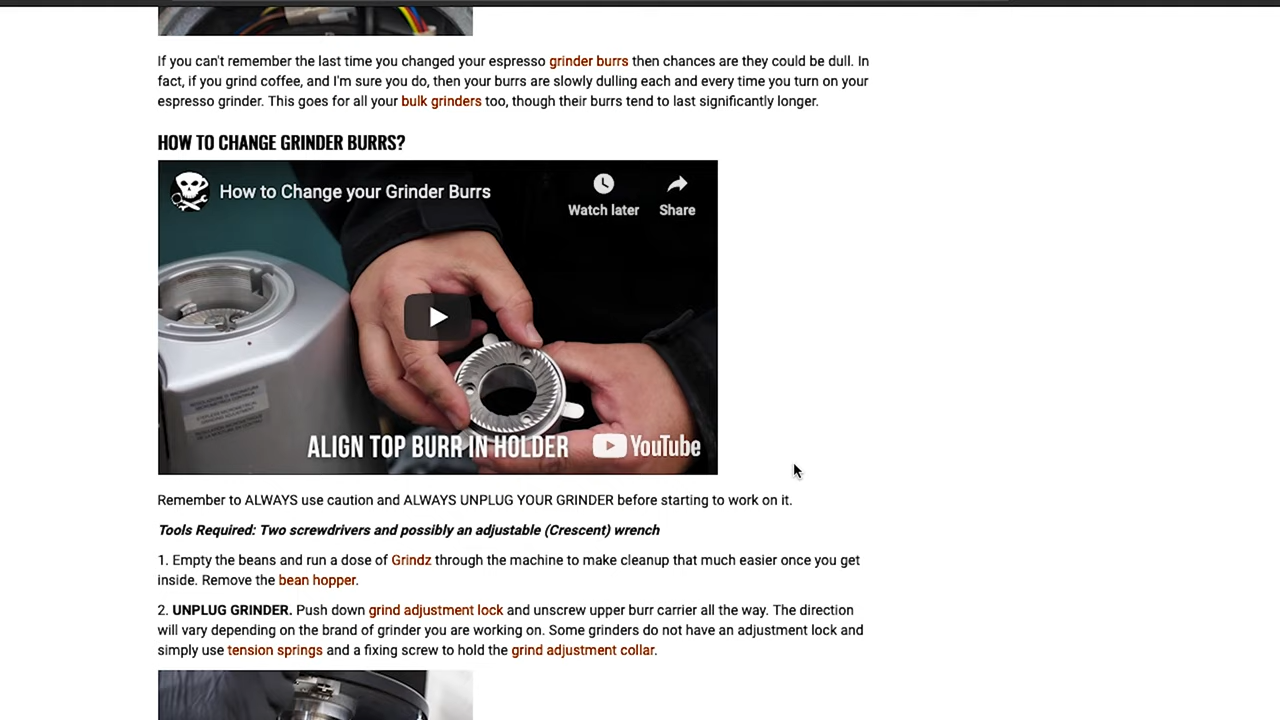 If you can't remember the last time you changed your espresso grinder burrs then chances are they could be dull. In
fact, if you grind coffee, and I'm sure you do, then your burrs are slowly dulling each and every time you turn on your
espresso grinder. This goes for all your bulk grinders too, though their burrs tend to last significantly longer.
HOW TO CHANGE GRINDER BURRS?
How to Change your Grinder Burrs
Watch later
Share
ALIGN TOP BURR IN HOLDER
YouTube
Remember to ALWAYS use caution and ALWAYS UNPLUG YOUR GRINDER before starting to work on it.
Tools Required: Two screwdrivers and possibly an adjustable (Crescent) wrench
1. Empty the beans and run a dose of Grindz through the machine to make cleanup that much easier once you get
inside. Remove the bean hopper.
2. UNPLUG GRINDER. Push down grind adjustment lock and unscrew upper burr carrier all the way. The direction
will vary depending on the brand of grinder you are working on. Some grinders do not have an adjustment lock and
simply use tension springs and a fixing screw to hold the grind adjustment collar.